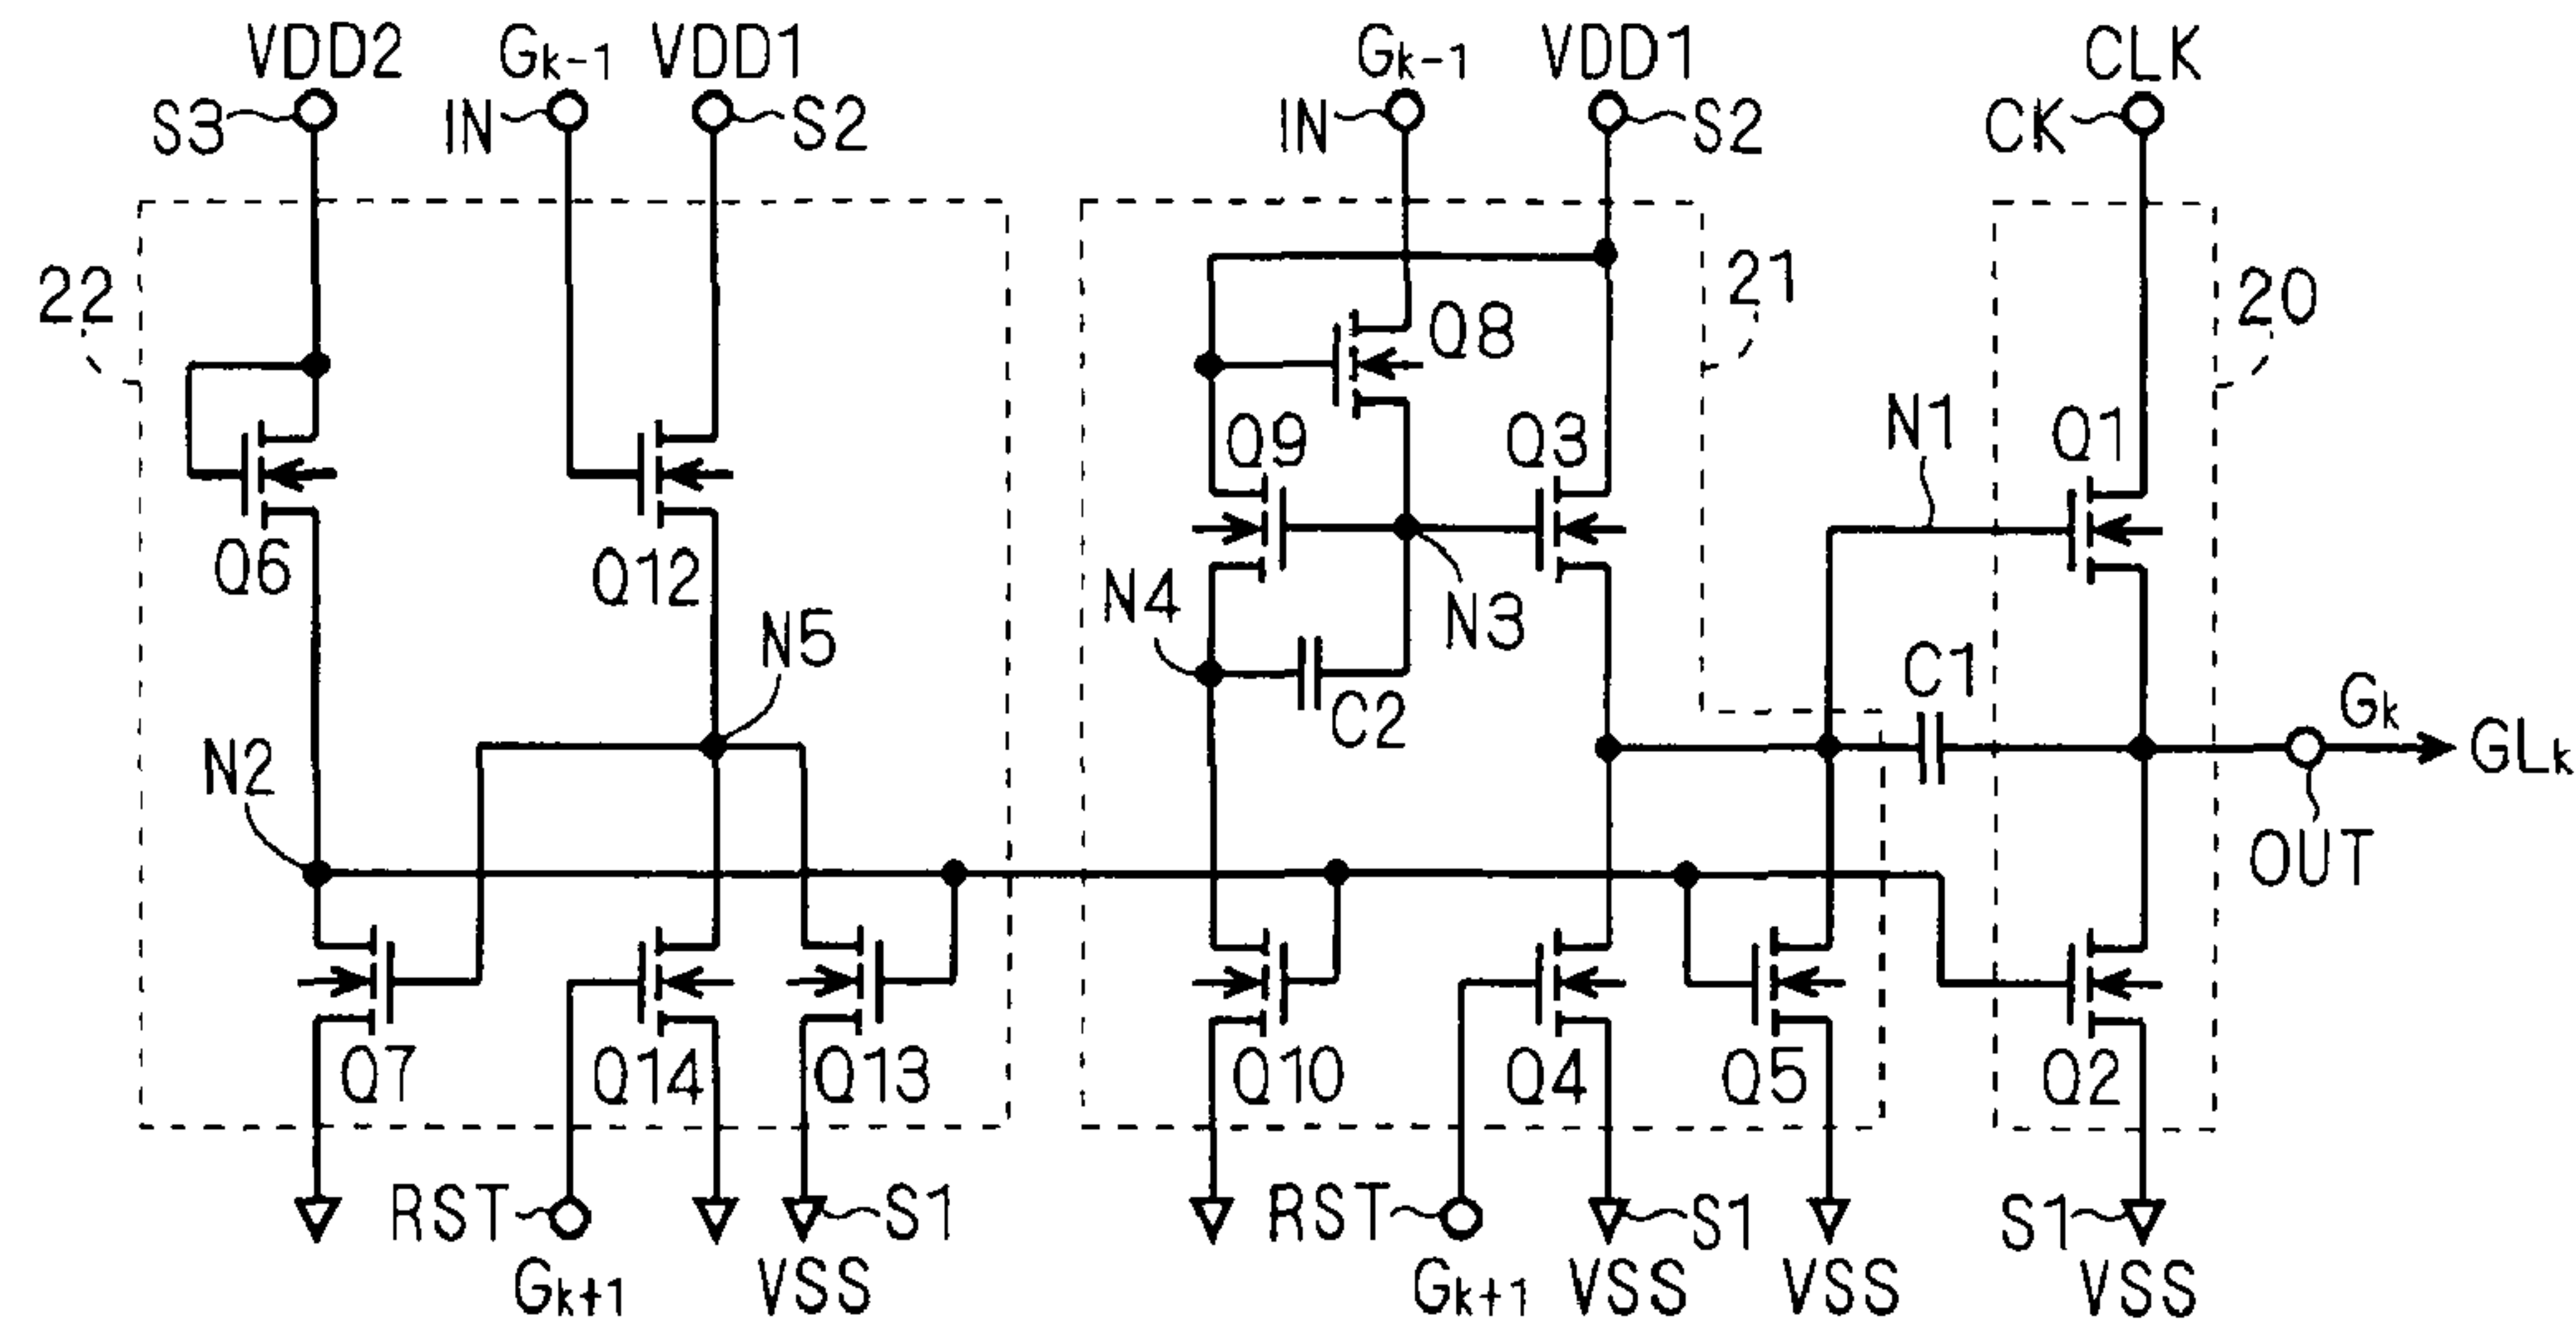 VDD2 Gk-1 VDD1 Gk-1 VDD1 CLK
S3 IN S2 IN S2 CK
22 21 20
Q8
Q9 Q3 N1 Q1
Q6 Q12 N4 N3
N5 C1
N2 C2 Gk GLk
OUT
Q7 Q14 Q13 Q10 Q4 Q5 Q2
RST S1 RST S1 S1
Gk+1 VSS Gk+1 VSS VSS VSS